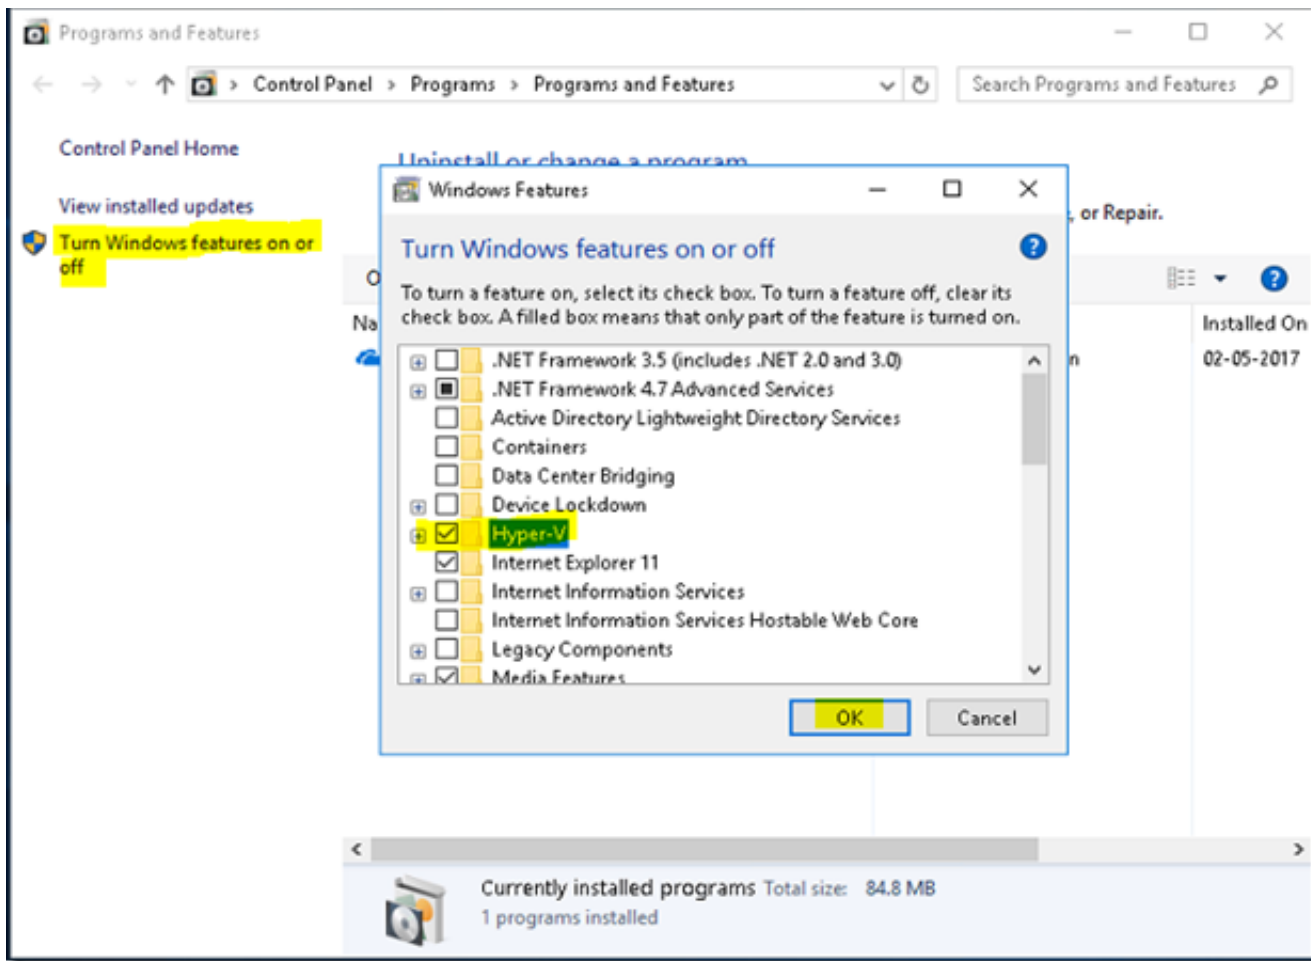 Programs and Features
Control Panel > Programs > Programs and Features
Search Programs and Features
Control Panel Home
View installed updates
Turn Windows features on or
off
Uninstall or change a program
or Repair.
Installed On
02-05-2017
Windows Features
Turn Windows features on or off
To turn a feature on, select its check box. To turn a feature off, clear its
check box. A filled box means that only part of the feature is turned on.
.NET Framework 3.5 (includes .NET 2.0 and 3.0)
.NET Framework 4.7 Advanced Services
Active Directory Lightweight Directory Services
Containers
Data Center Bridging
Device Lockdown
Hyper-V
Internet Explorer 11
Internet Information Services
Internet Information Services Hostable Web Core
Legacy Components
Media Features
OK
Cancel
Currently installed programs Total size: 84.8 MB
1 programs installed